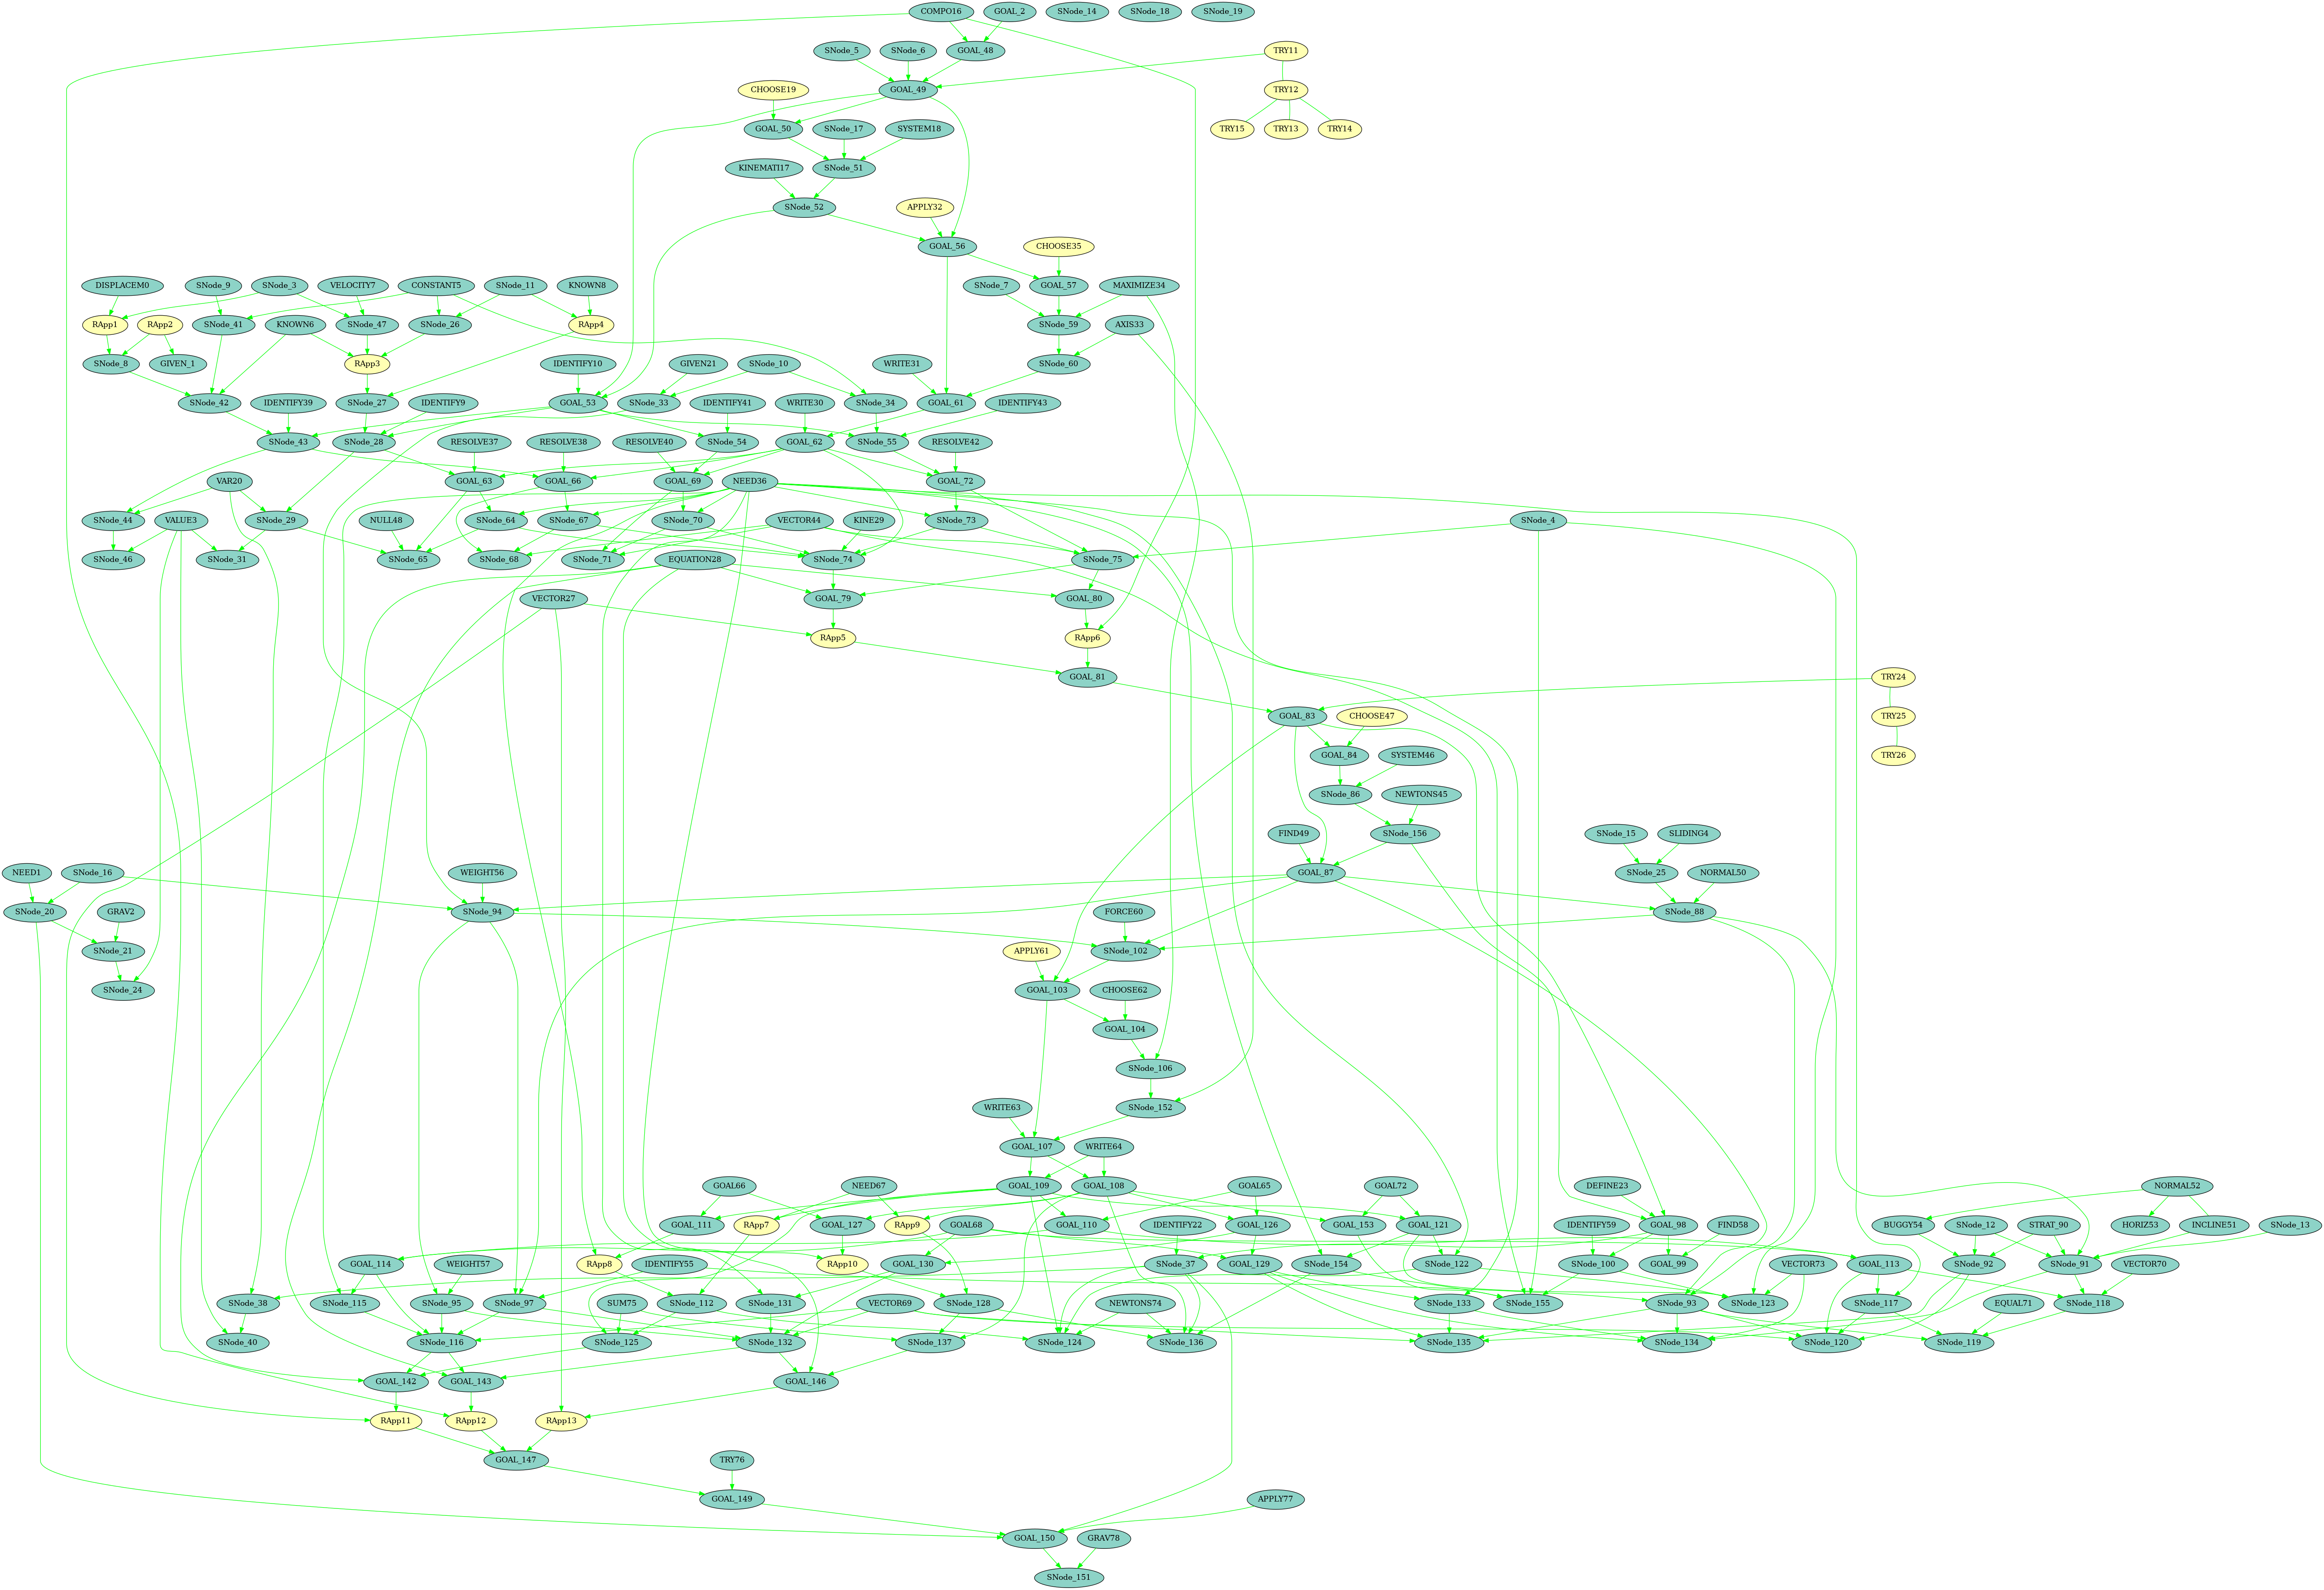 COMPO16 GOAL_2 SNode_14 SNode_18 SNode_19
SNode_5 SNode_6 GOAL_48 TRY11
CHOOSE19 GOAL_49 TRY12
GOAL_50 SNode_17 SYSTEM18 TRY15 TRY13 TRY14
KINEMATI17 SNode_51
SNode_52 APPLY32
GOAL_56 CHOOSE35
DISPLACEM0 SNode_9 SNode_3 VELOCITY7 CONSTANT5 SNode_11 KNOWN8 SNode_7 GOAL_57 MAXIMIZE34
RApp1 RApp2 SNode_41 KNOWN6 SNode_47 SNode_26 RApp4 SNode_59 AXIS33
SNode_8 GIVEN_1 RApp3 IDENTIFY10 GIVEN21 SNode_10 WRITE31 SNode_60
SNode_42 IDENTIFY39 SNode_27 IDENTIFY9 GOAL_53 SNode_33 IDENTIFY41 WRITE30 SNode_34 GOAL_61 IDENTIFY43
SNode_43 SNode_28 RESOLVE37 RESOLVE38 RESOLVE40 SNode_54 GOAL_62 SNode_55 RESOLVE42
VAR20 GOAL_63 GOAL_66 GOAL_69 NEED36 GOAL_72
SNode_44 VALUE3 SNode_29 NULL48 SNode_64 SNode_67 SNode_70 VECTOR44 KINE29 SNode_73 SNode_4
SNode_46 SNode_31 SNode_65 SNode_68 SNode_71 EQUATION28 SNode_74 SNode_75
VECTOR27 GOAL_79 GOAL_80
RApp5 RApp6
GOAL_81 TRY24
GOAL_83 CHOOSE47 TRY25
GOAL_84 SYSTEM46 TRY26
SNode_86 NEWTONS45
FIND49 SNode_156 SNode_15 SLIDING4
NEED1 SNode_16 WEIGHT56 GOAL_87 SNode_25 NORMAL50
SNode_20 GRAV2 SNode_94 FORCE60 SNode_88
SNode_21 APPLY61 SNode_102
SNode_24 GOAL_103 CHOOSE62
GOAL_104
SNode_106
WRITE63 SNode_152
GOAL_107 WRITE64
GOAL66 NEED67 GOAL_109 GOAL_108 GOAL65 GOAL72 DEFINE23 NORMAL52
GOAL_111 RApp7 GOAL_127 RApp9 GOAL68 GOAL_110 IDENTIFY22 GOAL_126 GOAL_153 GOAL_121 IDENTIFY59 GOAL_98 FIND58 BUGGY54 SNode_12 STRAT_90 HORIZ53 INCLINE51 SNode_13
GOAL_114 WEIGHT57 RApp8 IDENTIFY55 RApp10 GOAL_130 SNode_37 GOAL_129 SNode_154 SNode_122 SNode_100 GOAL_99 VECTOR73 GOAL_113 SNode_92 SNode_91 VECTOR70
SNode_38 SNode_115 SNode_95 SNode_97 SUM75 SNode_112 SNode_131 VECTOR69 SNode_128 NEWTONS74 SNode_133 SNode_155 SNode_93 SNode_123 SNode_117 EQUAL71 SNode_118
SNode_40 SNode_116 SNode_125 SNode_132 SNode_137 SNode_124 SNode_136 SNode_135 SNode_134 SNode_120 SNode_119
GOAL_142 GOAL_143 GOAL_146
RApp11 RApp12 RApp13
GOAL_147 TRY76
GOAL_149 APPLY77
GOAL_150 GRAV78
SNode_151